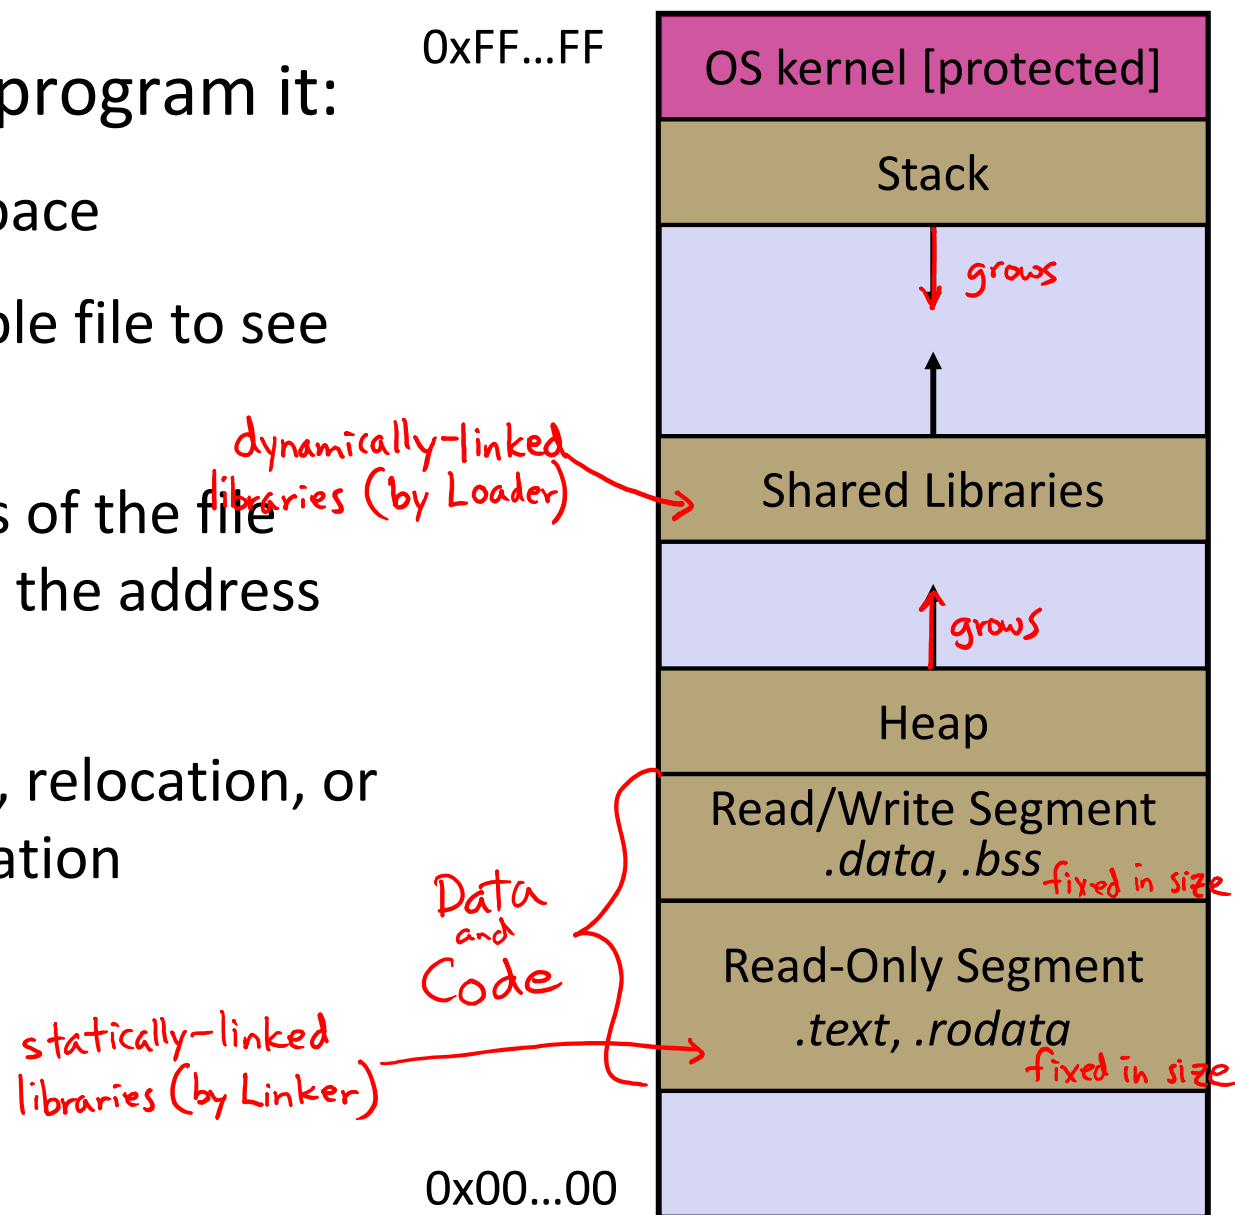 program it:
pace
ble file to see
s of the file
the address
, relocation, or
ation
dynamically-linked
libraries (by Loader)
Data
and
Code
statically-linked
libraries (by Linker)
0xFF...FF
OS kernel [protected]
Stack
grows
Shared Libraries
grows
Heap
Read/Write Segment
.data, .bss
fixed in size
Read-Only Segment
.text, .rodata
fixed in size
0x00...00